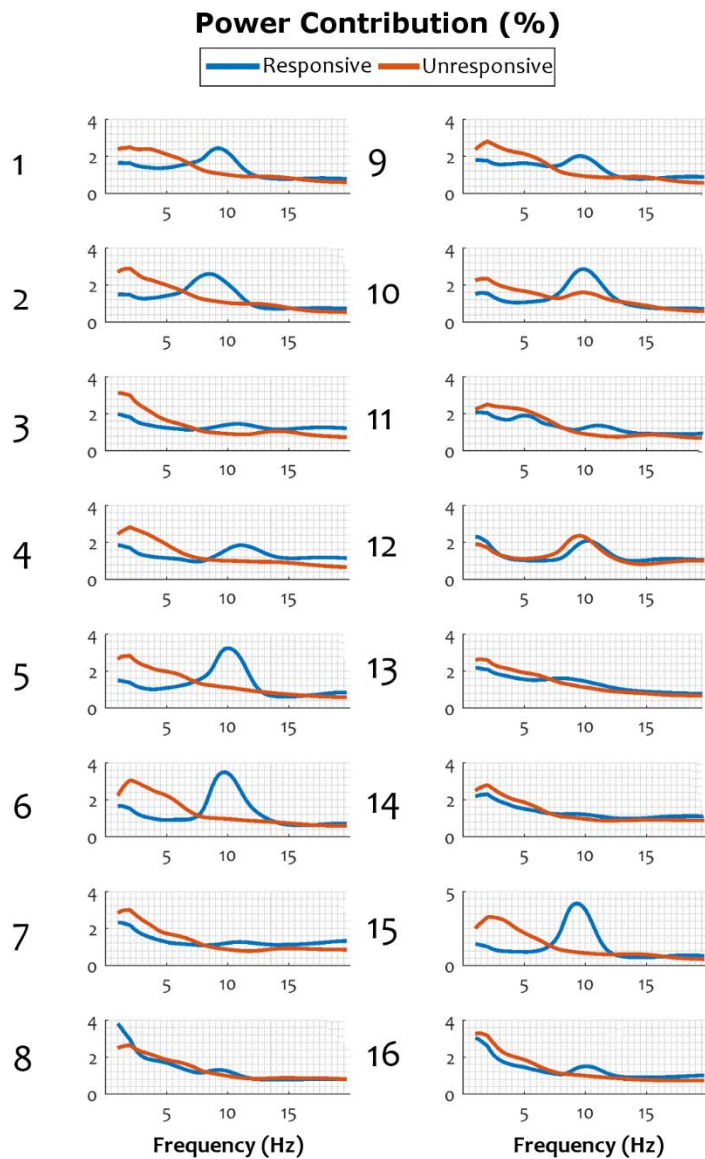 Power Contribution (%)
Responsive Unresponsive
1 4 2 0 5 10 15 9 4 2 0 5 10 15
2 4 2 0 5 10 15 10 4 2 0 5 10 15
3 4 2 0 5 10 15 11 4 2 0 5 10 15
4 4 2 0 5 10 15 12 4 2 0 5 10 15
5 4 2 0 5 10 15 13 4 2 0 5 10 15
6 4 2 0 5 10 15 14 4 2 0 5 10 15
7 4 2 0 5 10 15 15 5 0 5 10 15
8 4 2 0 5 10 15 16 4 2 0 5 10 15
Frequency (Hz) Frequency (Hz)